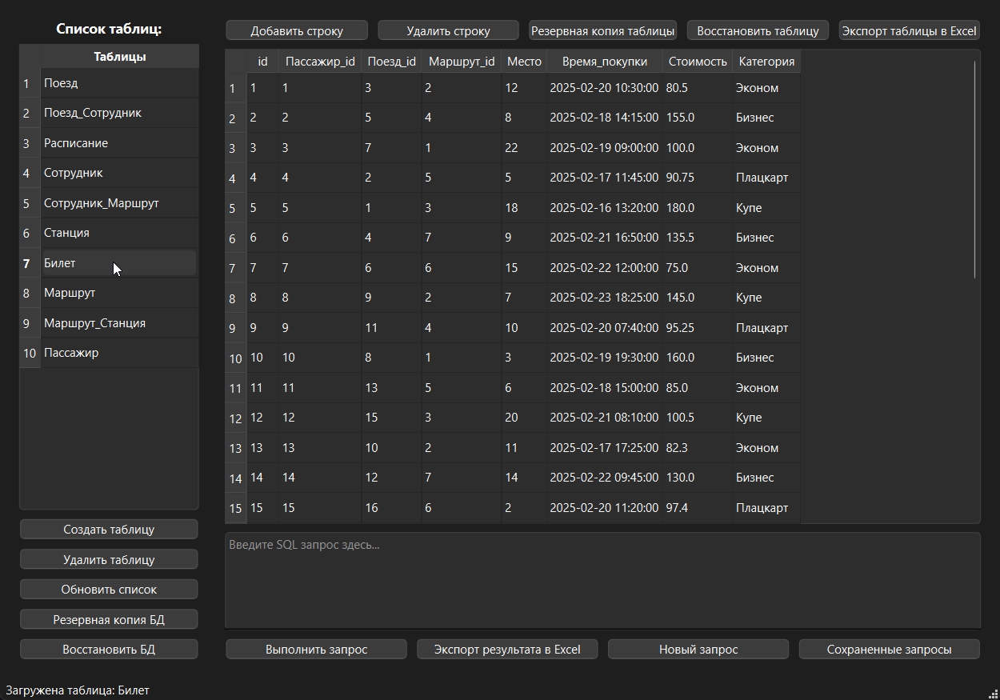 Список таблиц:
Таблицы
1 Поезд
2 Поезд_Сотрудник
3 Расписание
4 Сотрудник
5 Сотрудник_Маршрут
6 Станция
7 Билет
8 Маршрут
9 Маршрут_Станция
10 Пассажир
Создать таблицу
Удалить таблицу
Обновить список
Резервная копия БД
Восстановить БД
Добавить строку Удалить строку Резервная копия таблицы Восстановить таблицу Экспорт таблицы в Excel
id Пассажир_id Поезд_id Маршрут_id Место Время_покупки Стоимость Категория
1 1 1 3 2 12 2025-02-20 10:30:00 80.5 Эконом
2 2 2 5 4 8 2025-02-18 14:15:00 155.0 Бизнес
3 3 3 7 1 22 2025-02-19 09:00:00 100.0 Эконом
4 4 4 2 5 5 2025-02-17 11:45:00 90.75 Плацкарт
5 5 5 1 3 18 2025-02-16 13:20:00 180.0 Купе
6 6 6 4 7 9 2025-02-21 16:50:00 135.5 Бизнес
7 7 7 6 6 15 2025-02-22 12:00:00 75.0 Эконом
8 8 8 9 2 7 2025-02-23 18:25:00 145.0 Купе
9 9 9 11 4 10 2025-02-20 07:40:00 95.25 Плацкарт
10 10 10 8 1 3 2025-02-19 19:30:00 160.0 Бизнес
11 11 11 13 5 6 2025-02-18 15:00:00 85.0 Эконом
12 12 12 15 3 20 2025-02-21 08:10:00 100.5 Купе
13 13 13 10 2 11 2025-02-17 17:25:00 82.3 Эконом
14 14 14 12 7 14 2025-02-22 09:45:00 130.0 Бизнес
15 15 15 16 6 2 2025-02-20 11:20:00 97.4 Плацкарт
Введите SQL запрос здесь...
Выполнить запрос Экспорт результата в Excel Новый запрос Сохраненные запросы
Загружена таблица: Билет